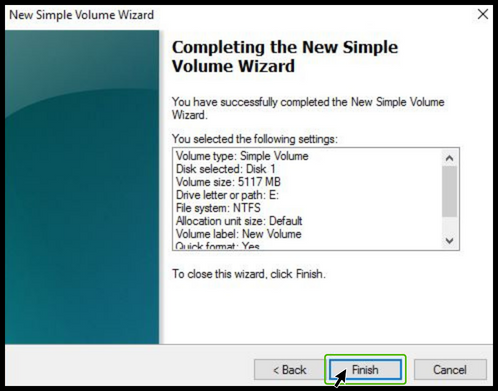 New Simple Volume Wizard
Completing the New Simple
Volume Wizard
You have successfully completed the New Simple Volume
Wizard.
You selected the following settings:
Volume type: Simple Volume
Disk selected: Disk 1
Volume size: 5117 MB
Drive letter or path: E:
File system: NTFS
Allocation unit size: Default
Volume label: New Volume
Quick format: Yes
To close this wizard, click Finish.
< Back Finish Cancel